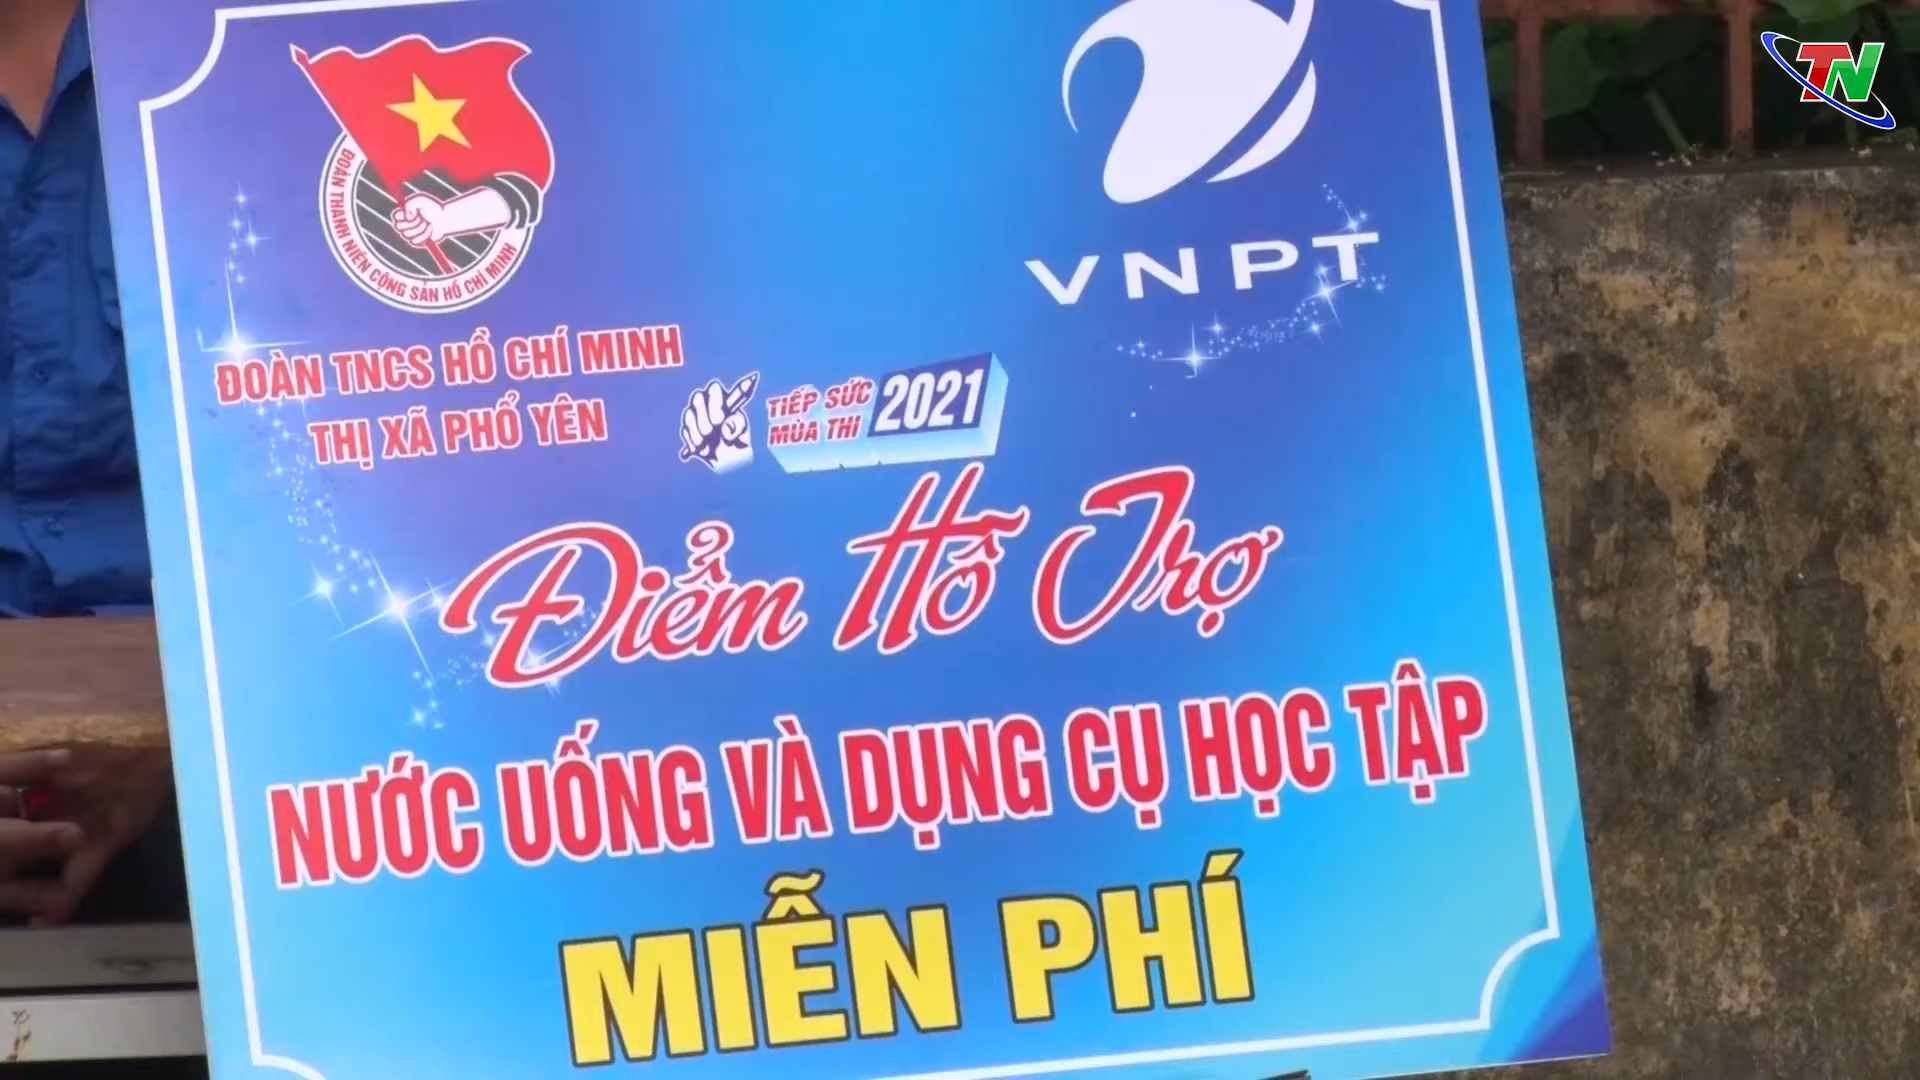 TN
ĐOÀN THANH NIÊN CỘNG SẢN HỒ CHÍ MINH
VNPT
ĐOÀN TNCS HỒ CHÍ MINH
THỊ XÃ PHỔ YÊN
TIẾP SỨC
MÙA THI
2021
Điểm Hỗ Trợ
NƯỚC UỐNG VÀ DỤNG CỤ HỌC TẬP
MIỄN PHÍ